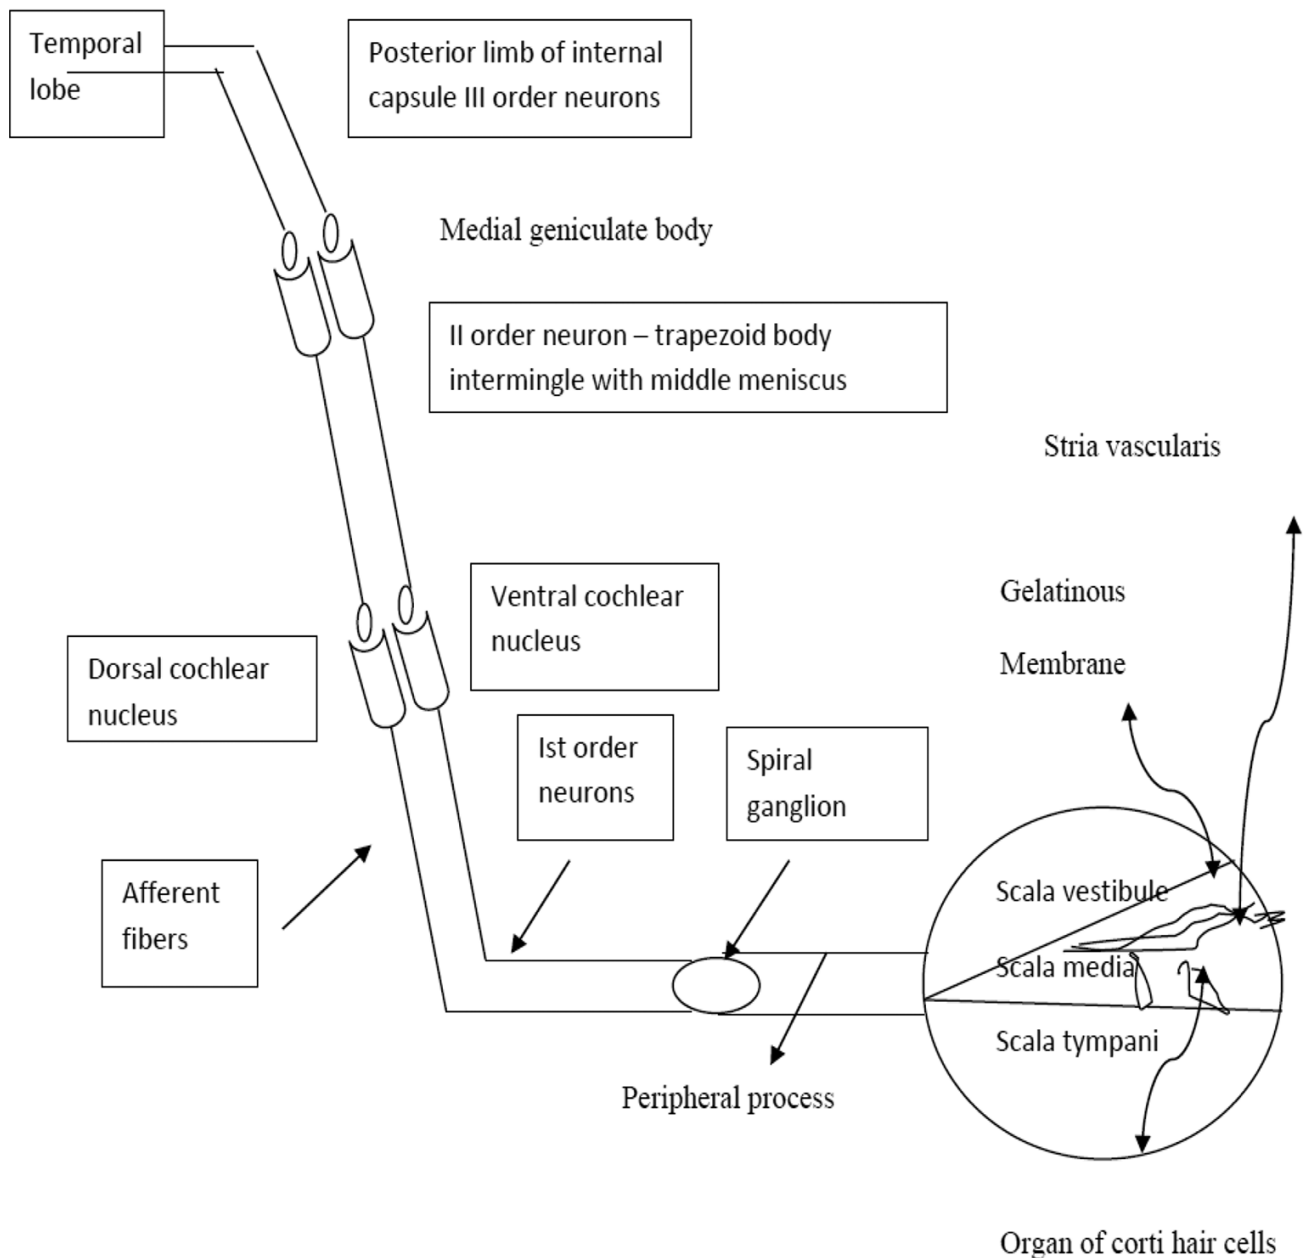 Temporal
lobe
Posterior limb of internal
capsule III order neurons
Medial geniculate body
II order neuron – trapezoid body
intermingle with middle meniscus
Stria vascularis
Gelatinous
Membrane
Ventral cochlear
nucleus
Dorsal cochlear
nucleus
Ist order
neurons
Spiral
ganglion
Afferent
fibers
Scala vestibule
Scala media
Scala tympani
Peripheral process
Organ of corti hair cells